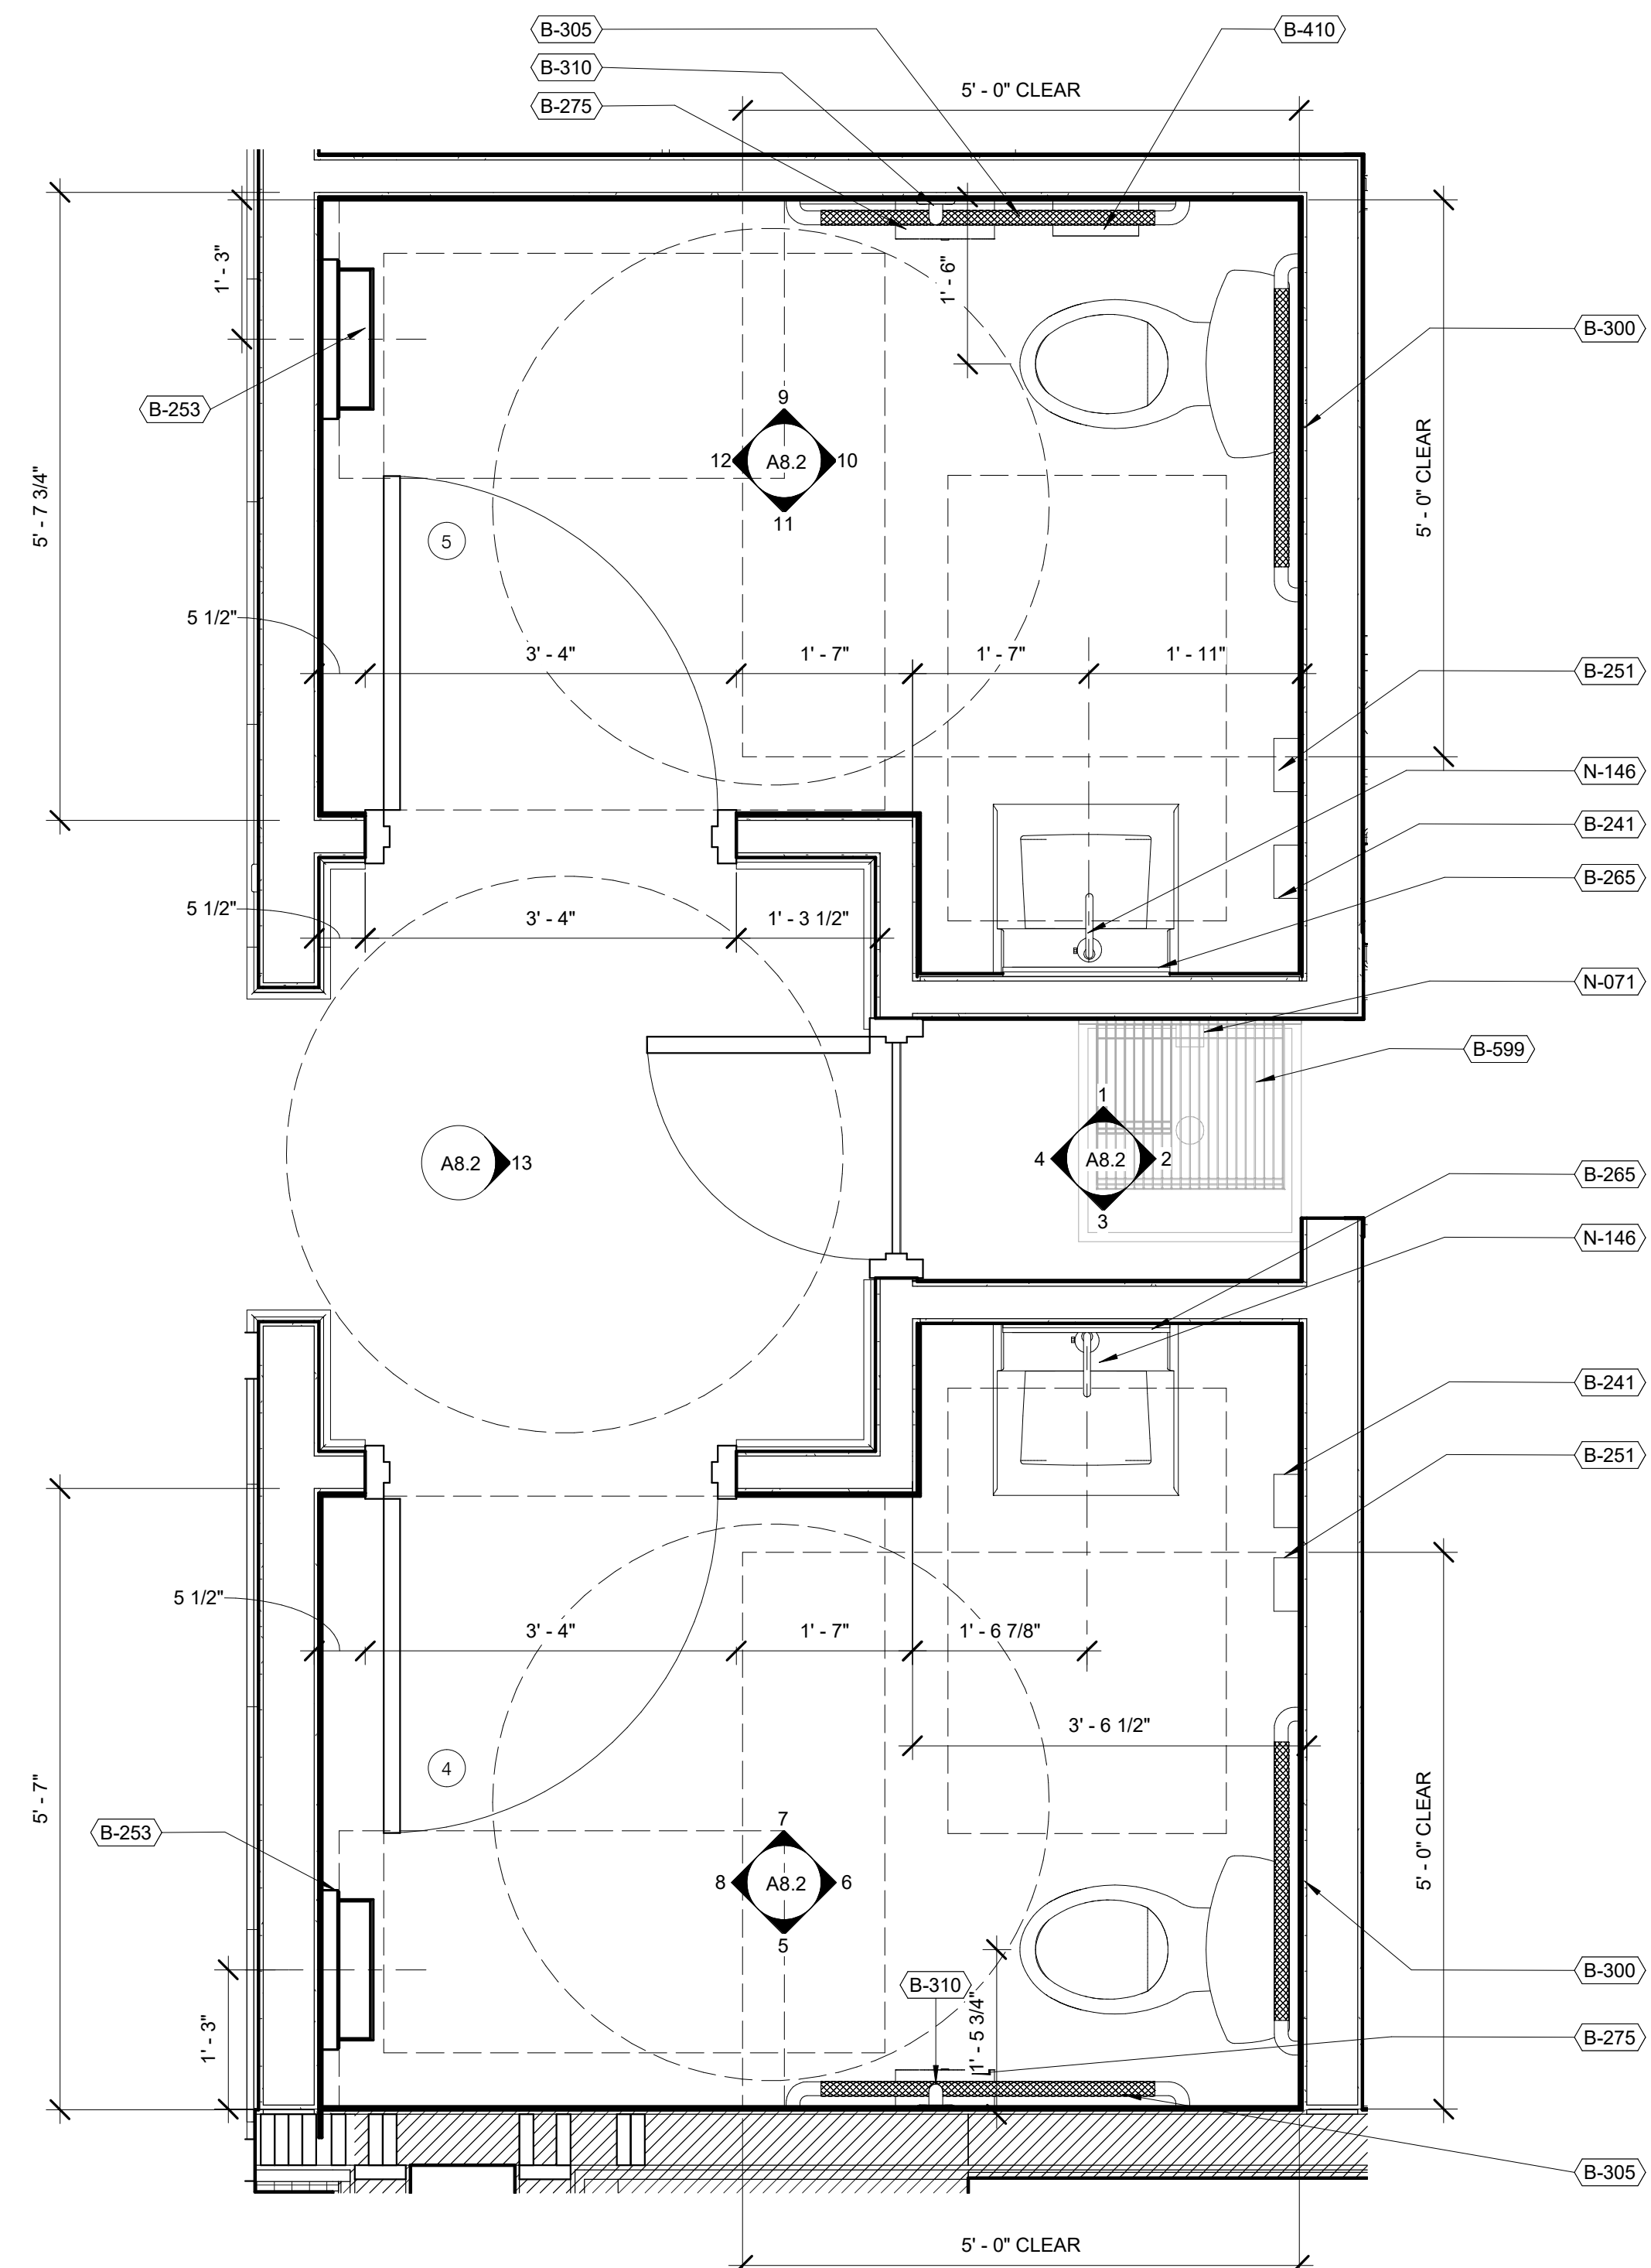 B-305
B-410
B-310
5' - 0" CLEAR
B-275
1' - 3"
1' - 6"
B-300
B-253
9
12
A8.2
10
11
5' - 0" CLEAR
5' - 7 3/4"
5
5 1/2"
3' - 4"
1' - 7"
1' - 7"
1' - 11"
B-251
N-146
B-241
B-265
5 1/2"
3' - 4"
1' - 3 1/2"
N-071
B-599
1
4
A8.2
2
3
A8.2
13
B-265
N-146
B-241
B-251
5 1/2"
3' - 4"
1' - 7"
1' - 6 7/8"
3' - 6 1/2"
4
5' - 7"
5' - 0" CLEAR
B-253
7
8
A8.2
6
5
B-310
B-300
1' - 5 3/4"
1' - 3"
B-275
B-305
5' - 0" CLEAR